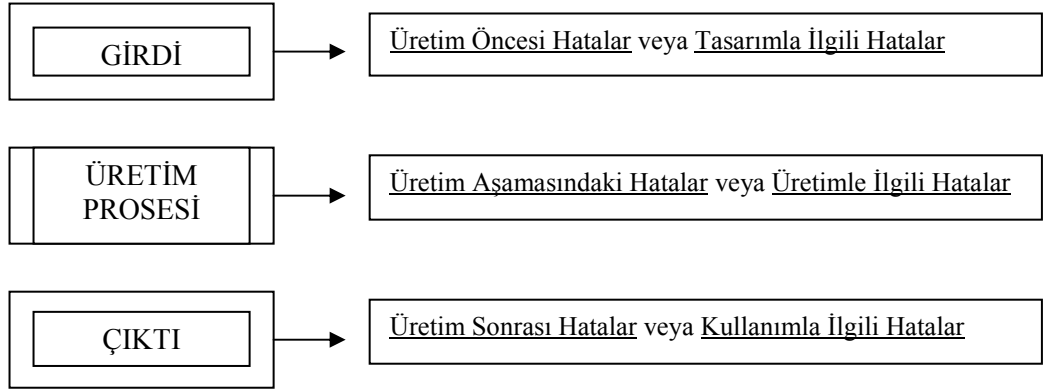 GİRDİ
Üretim Öncesi Hatalar veya Tasarımla İlgili Hatalar
ÜRETİM
PROSESİ
Üretim Aşamasındaki Hatalar veya Üretimle İlgili Hatalar
ÇIKTI
Üretim Sonrası Hatalar veya Kullanımla İlgili Hatalar